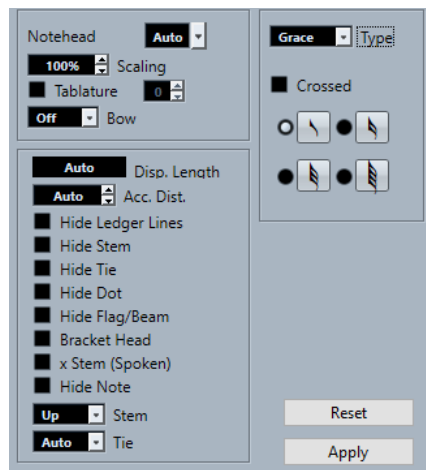 Notehead Auto
100% Scaling
Tablature 0
Off Bow
Auto Disp. Length
Auto Acc. Dist.
Hide Ledger Lines
Hide Stem
Hide Tie
Hide Dot
Hide Flag/Beam
Bracket Head
x Stem (Spoken)
Hide Note
Up Stem
Auto Tie
Grace Type
Crossed
Reset
Apply